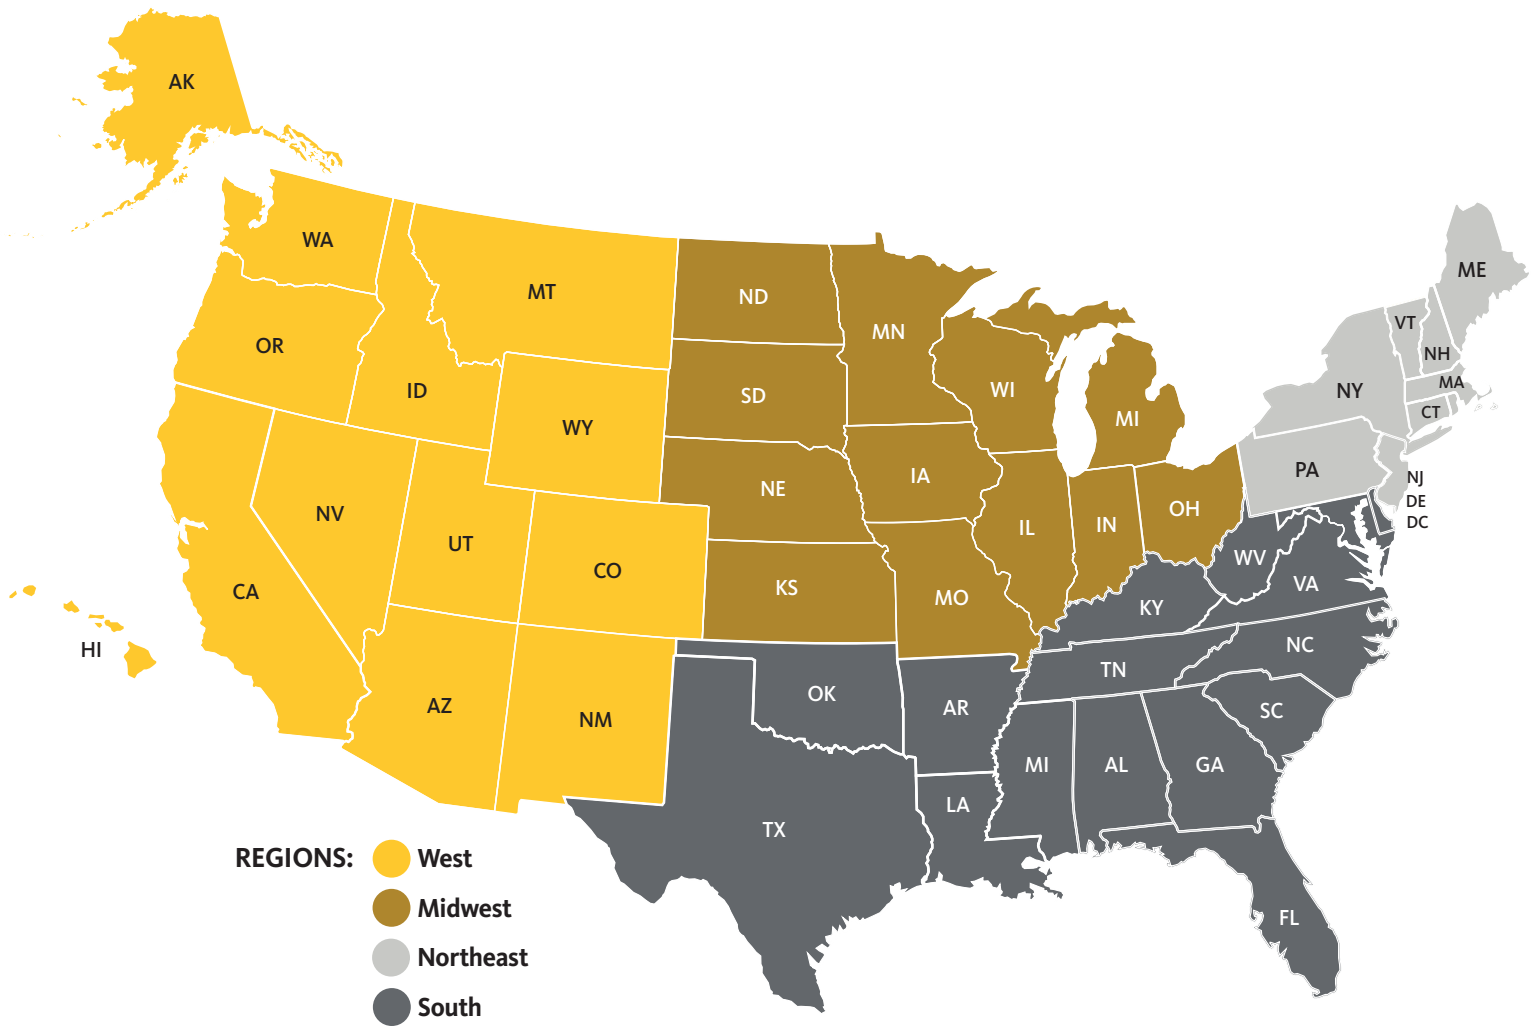 AK
WA
MT
ND
MN
ME
VT
NH
OR
ID
SD
WI
MI
NY
MA
CT
WY
NE
IA
PA
NJ
DE
DC
NV
UT
CO
KS
MO
IL
IN
OH
WV
VA
CA
HI
KY
NC
TN
AZ
NM
OK
AR
SC
MI
AL
GA
LA
TX
FL
REGIONS:
West
Midwest
Northeast
South